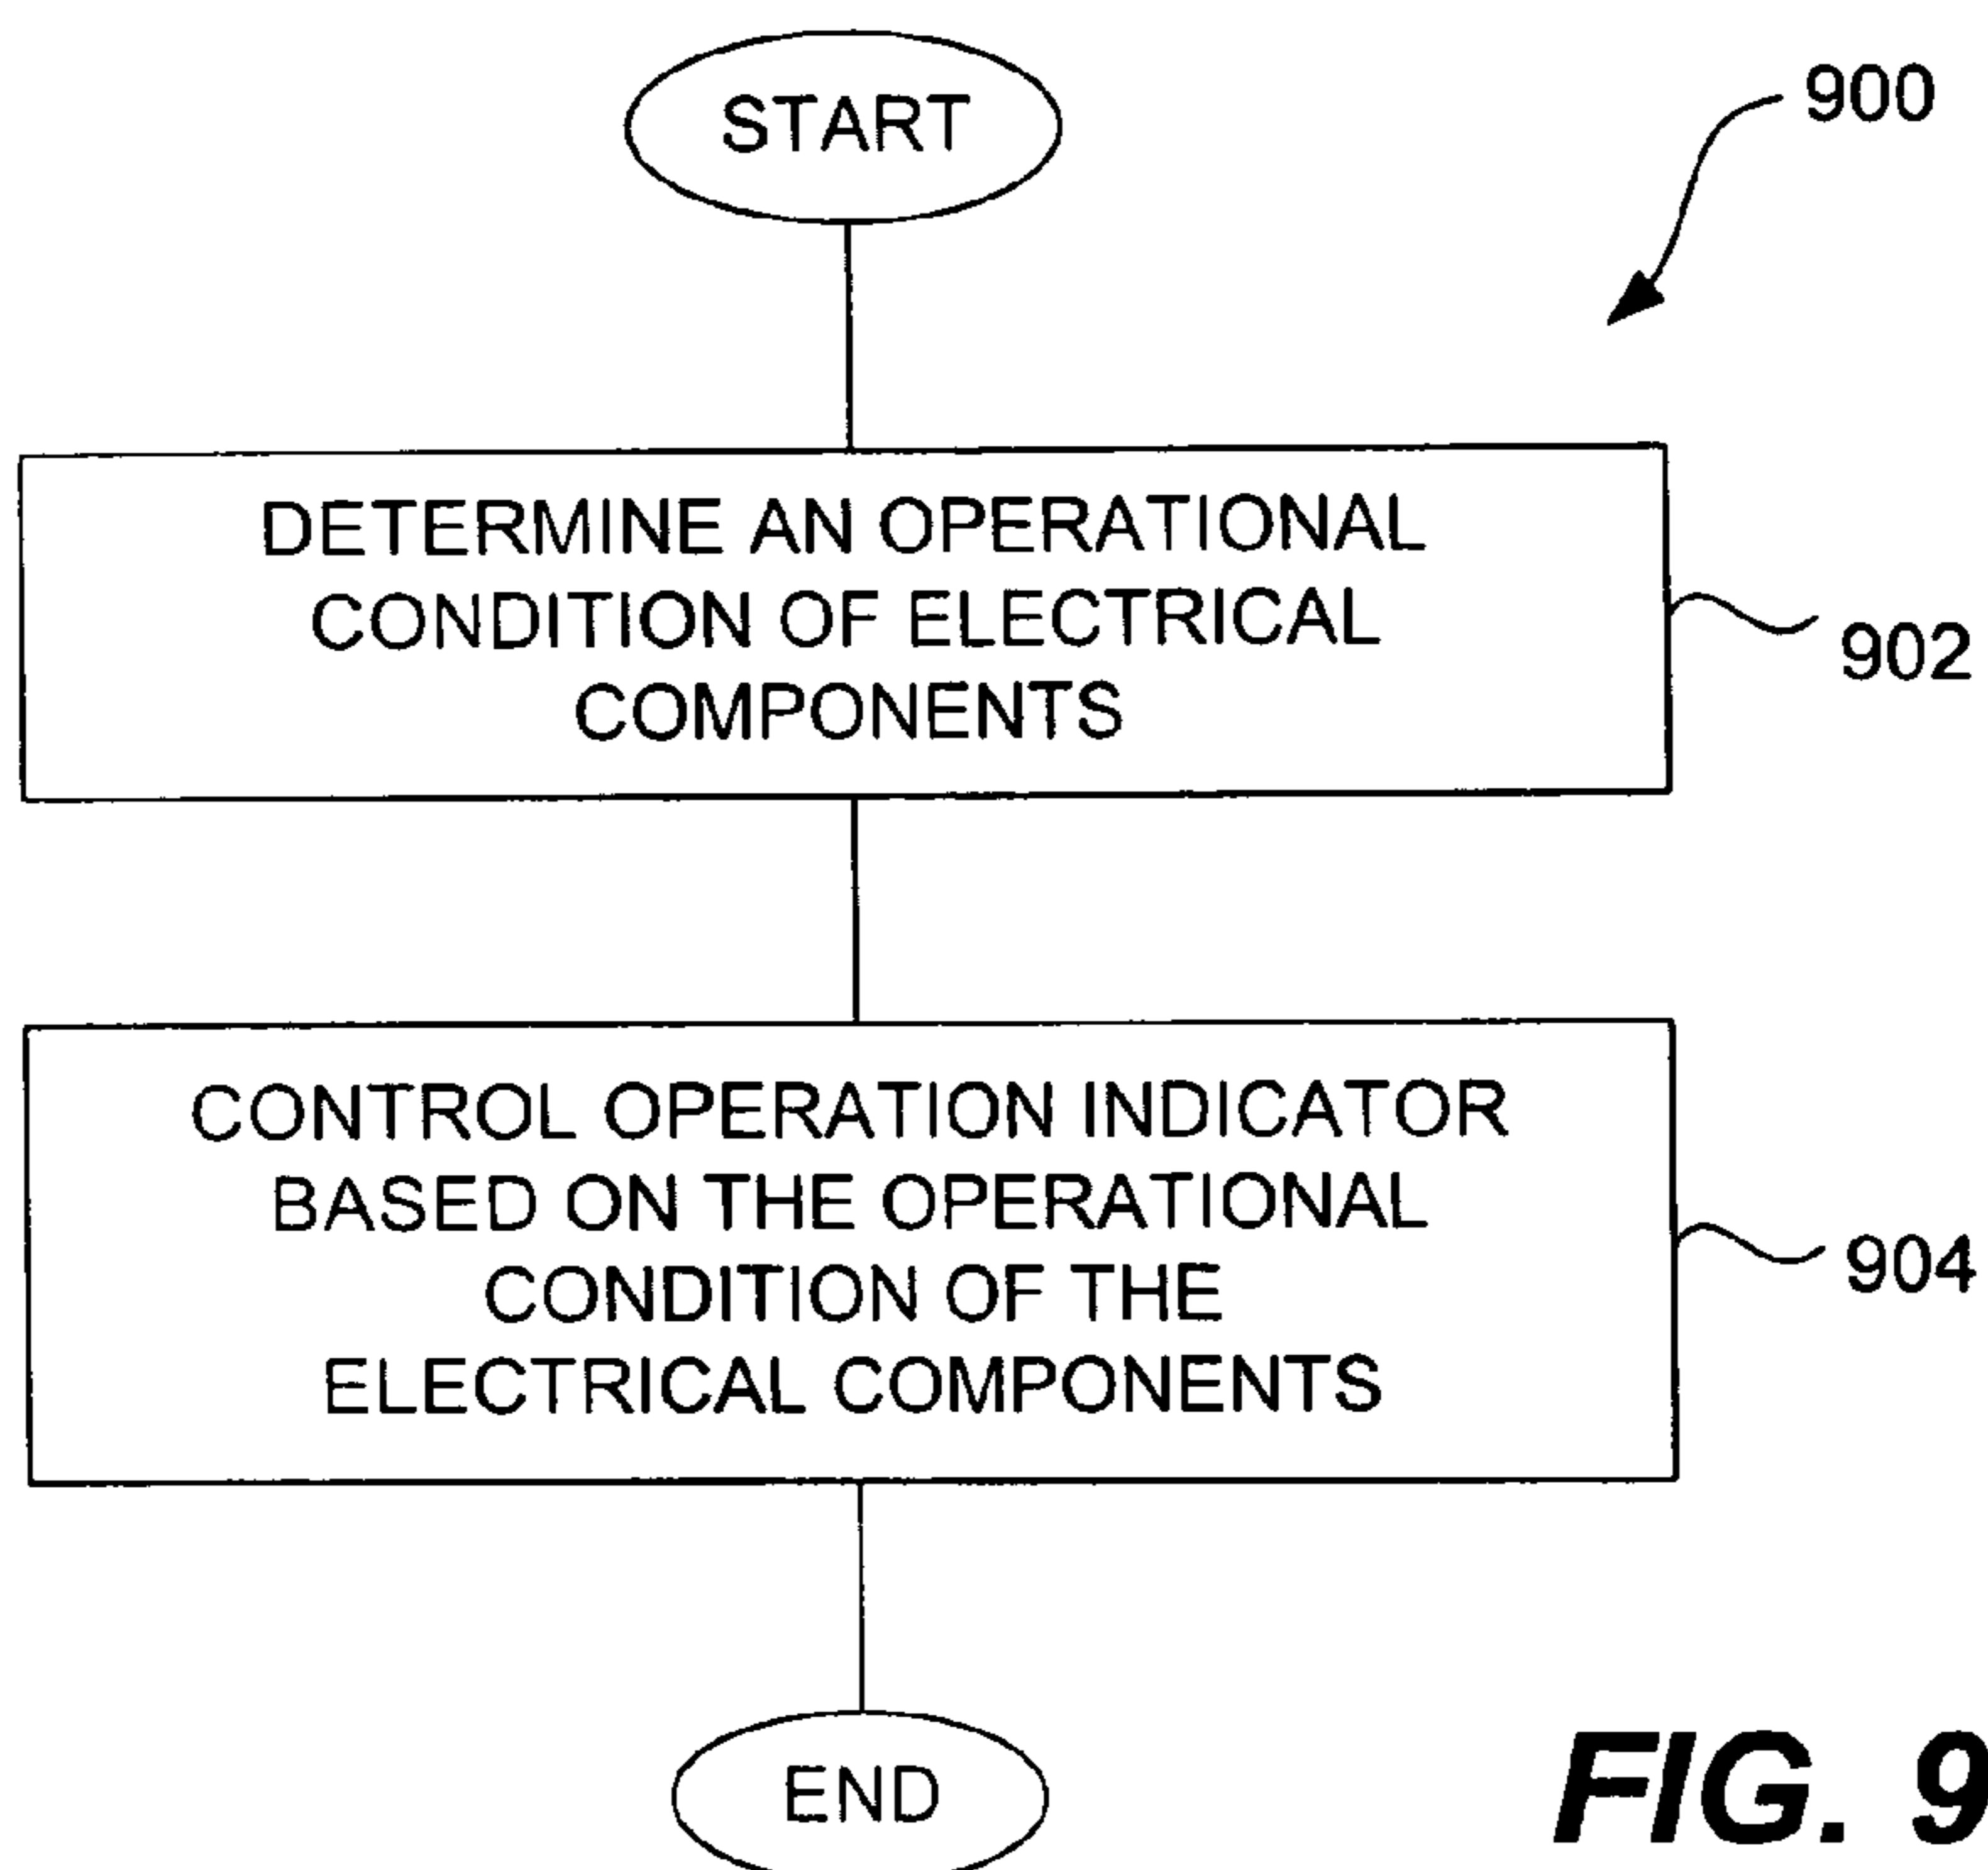 START
900
DETERMINE AN OPERATIONAL
CONDITION OF ELECTRICAL
COMPONENTS
902
CONTROL OPERATION INDICATOR
BASED ON THE OPERATIONAL
CONDITION OF THE
ELECTRICAL COMPONENTS
904
END
FIG. 9